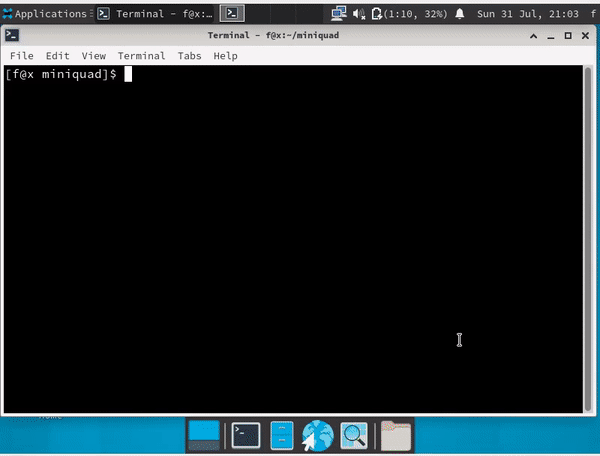 Applications Terminal - f@x:... (1:10, 32%) Sun 31 Jul, 21:03 f
Terminal - f@x:~/miniquad
File Edit View Terminal Tabs Help
[f@x miniquad]$